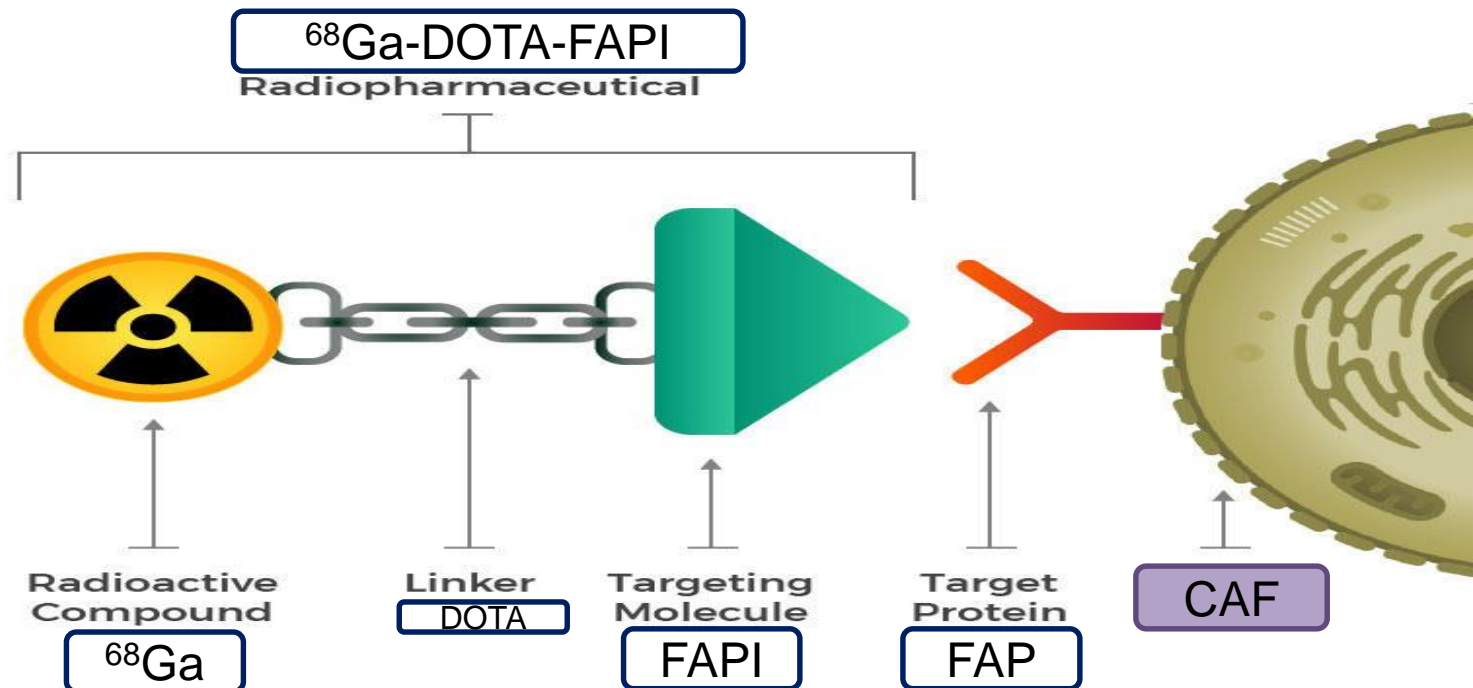 ⁶⁸Ga-DOTA-FAPI
Radiopharmaceutical
Radioactive
Compound
⁶⁸Ga
Linker
DOTA
Targeting
Molecule
FAPI
Target
Protein
FAP
CAF